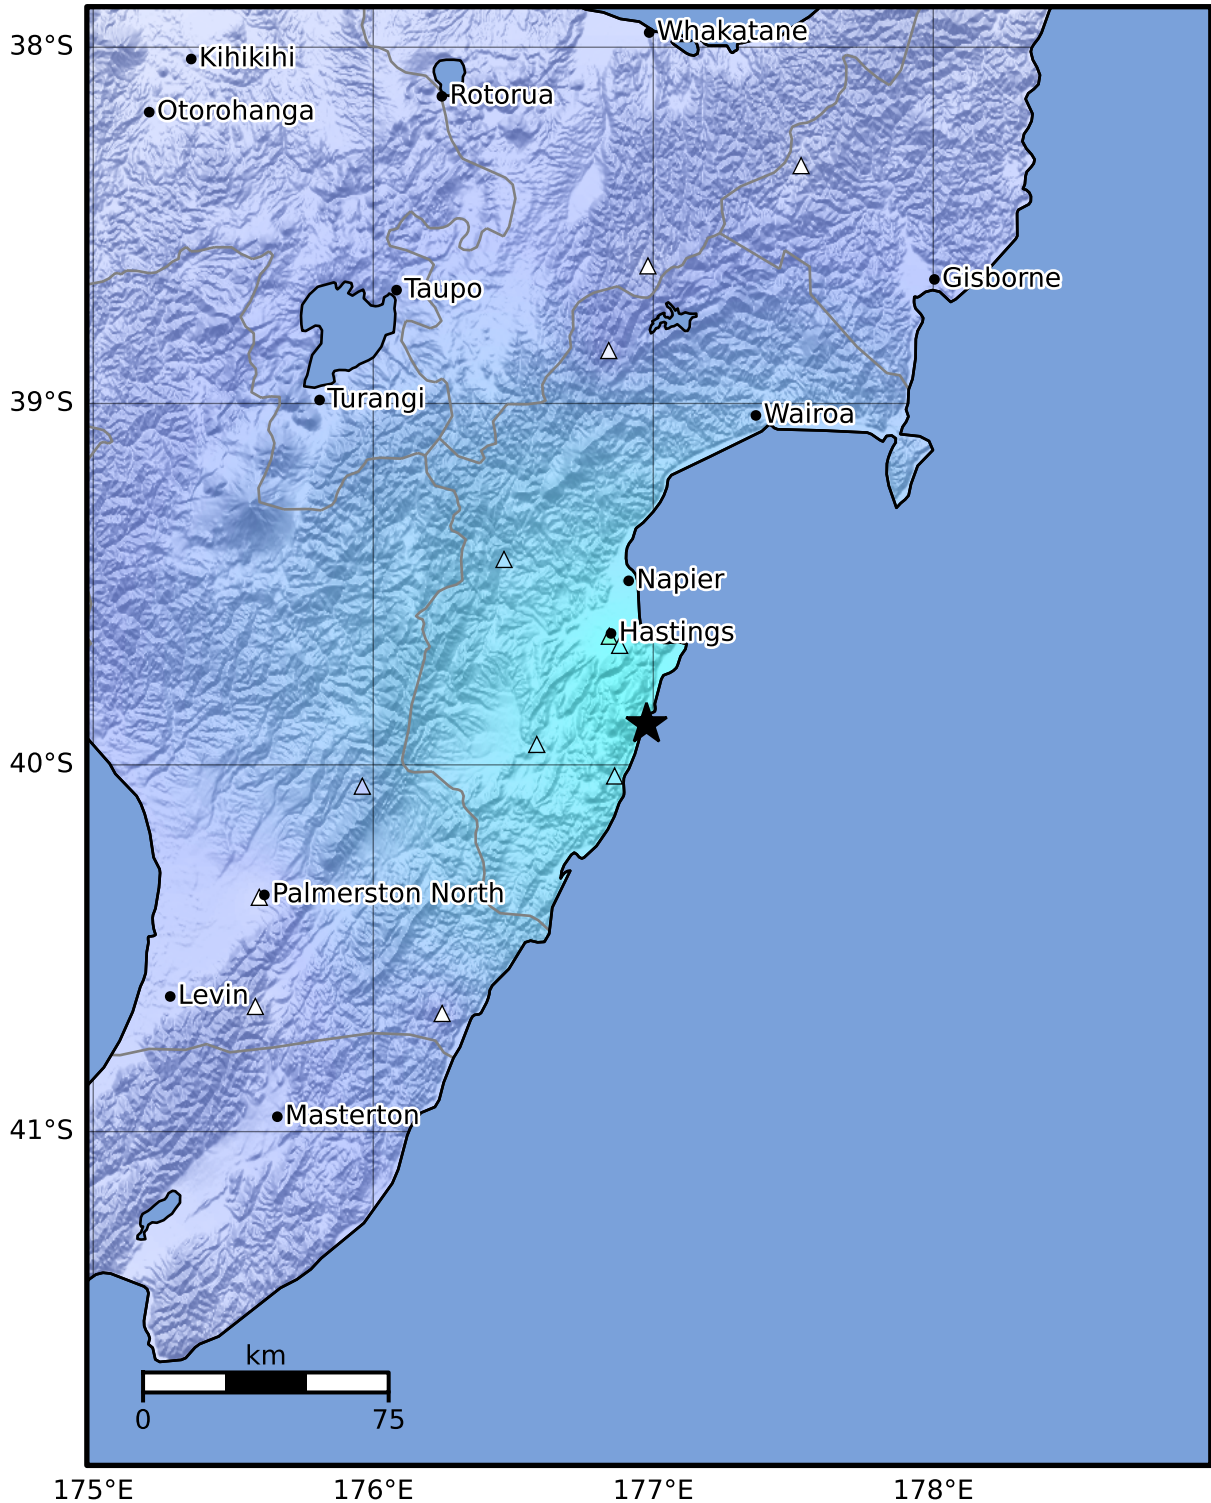 Whakatane
38°S
Kihikihi
Rotorua
Otorohanga
Gisborne
Taupo
39°S
Turangi
Wairoa
Napier
Hastings
40°S
Palmerston North
Levin
Masterton
41°S
km
0
75
175°E
176°E
177°E
178°E